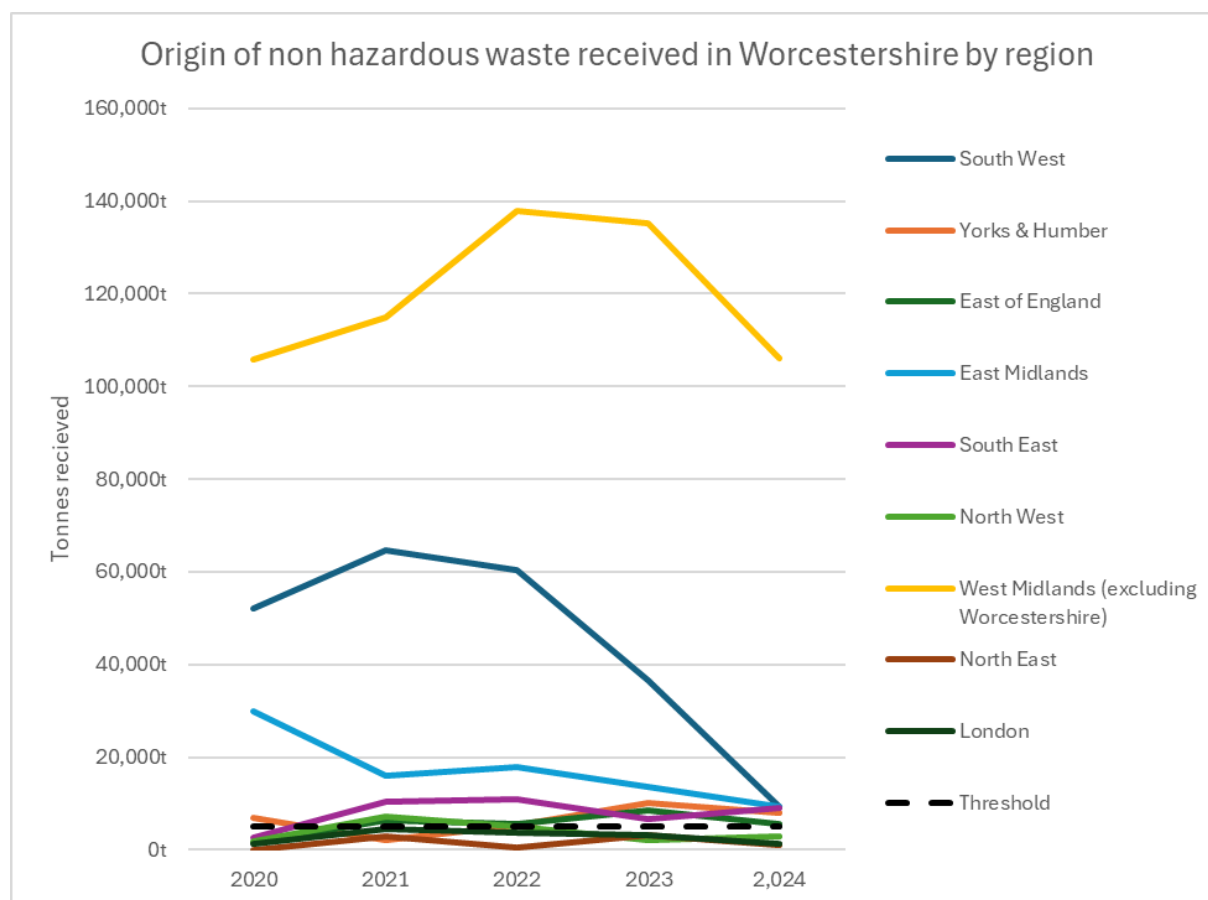 Origin of non hazardous waste received in Worcestershire by region
160,000t
140,000t
120,000t
100,000t
80,000t
60,000t
40,000t
20,000t
0t
Tonnes recieved
2020
2021
2022
2023
2,024
South West
Yorks & Humber
East of England
East Midlands
South East
North West
West Midlands (excluding
Worcestershire)
North East
London
Threshold